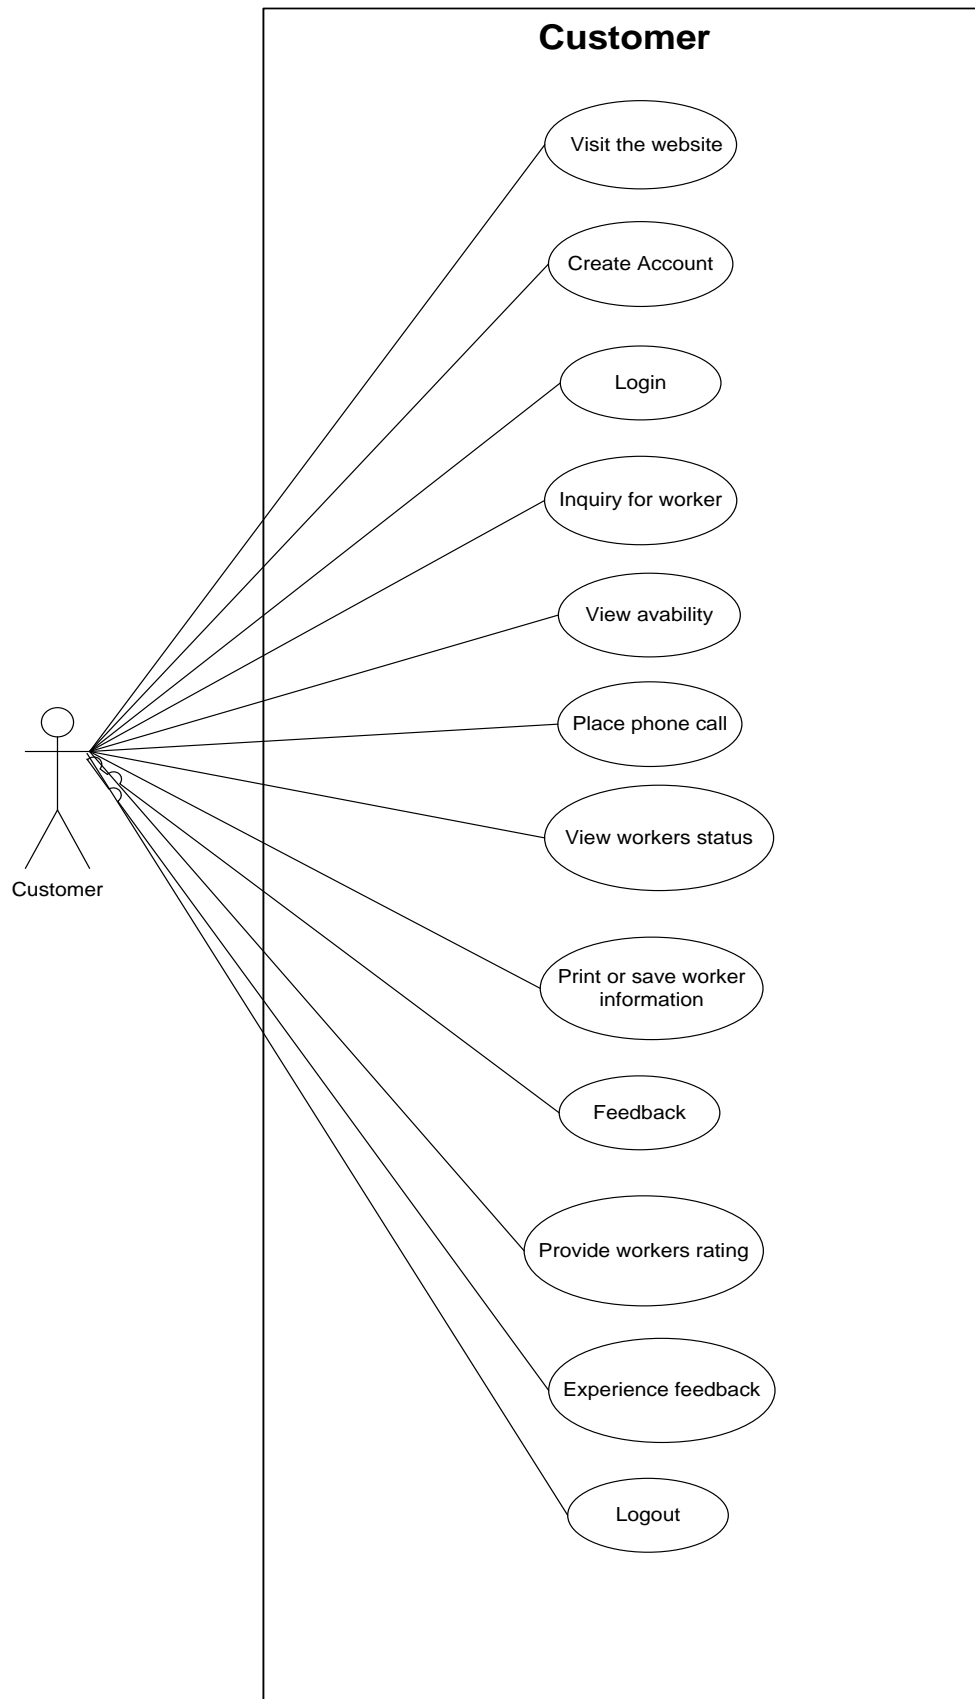 Customer
Visit the website
Create Account
Login
Inquiry for worker
View avability
Place phone call
View workers status
Customer
Print or save worker
information
Feedback
Provide workers rating
Experience feedback
Logout